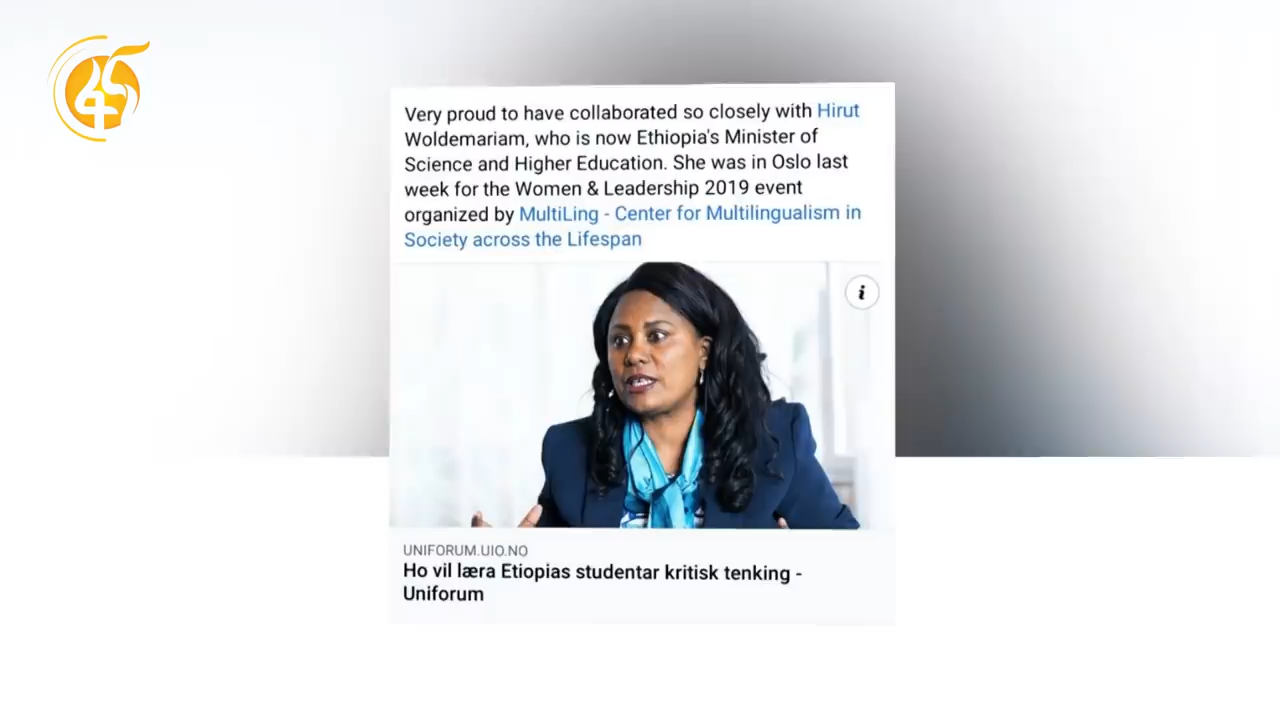 Very proud to have collaborated so closely with Hirut
Woldemariam, who is now Ethiopia's Minister of
Science and Higher Education. She was in Oslo last
week for the Women & Leadership 2019 event
organized by MultiLing - Center for Multilingualism in
Society across the Lifespan
i
UNIFORUM.UIO.NO
Ho vil læra Etiopias studentar kritisk tenking -
Uniforum